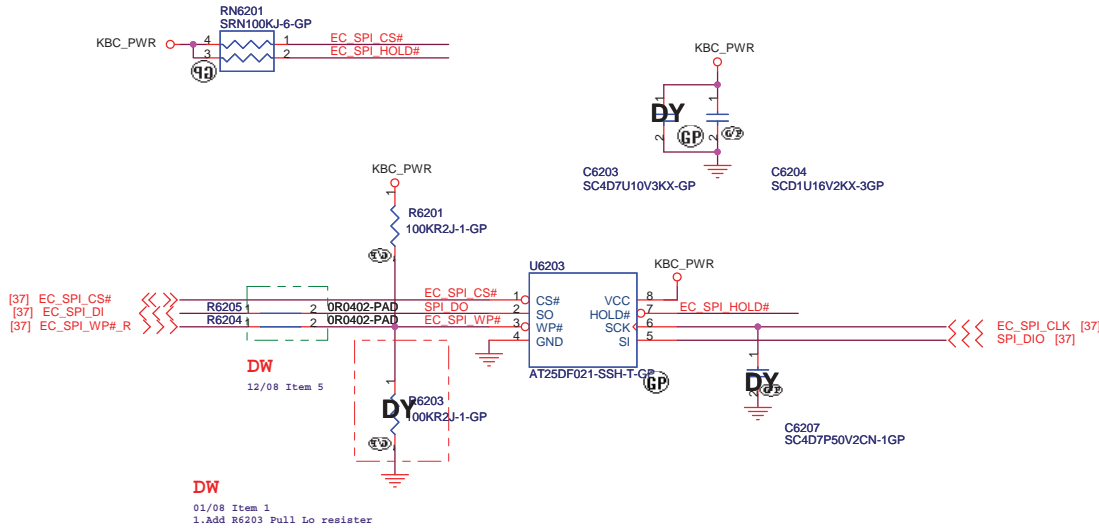 RN6201
SRN100KJ-6-GP
KBC_PWR
4 1 EC_SPI_CS#
3 2 EC_SPI_HOLD#
GP
KBC_PWR
1 1
DY
GP GP
2 2
C6203
SC4D7U10V3KX-GP
C6204
SCD1U16V2KX-3GP
KBC_PWR
1
R6201
100KR2J-1-GP
GP
U6203
KBC_PWR
[37] EC_SPI_CS# EC_SPI_CS# 1 CS# VCC 8
[37] EC_SPI_DI R6205 1 2 0R0402-PAD SPI_DO 2 SO HOLD# 7 EC_SPI_HOLD#
[37] EC_SPI_WP#_R R6204 1 2 0R0402-PAD EC_SPI_WP# 3 WP# SCK 6 EC_SPI_CLK [37]
4 GND SI 5 SPI_DIO [37]
AT25DF021-SSH-T-GP
GP
DW
12/08 Item 5
1
DY
R6203
100KR2J-1-GP
GP
1
DY
GP
2
C6207
SC4D7P50V2CN-1GP
DW
01/08 Item 1
1.Add R6203 Pull Lo resister